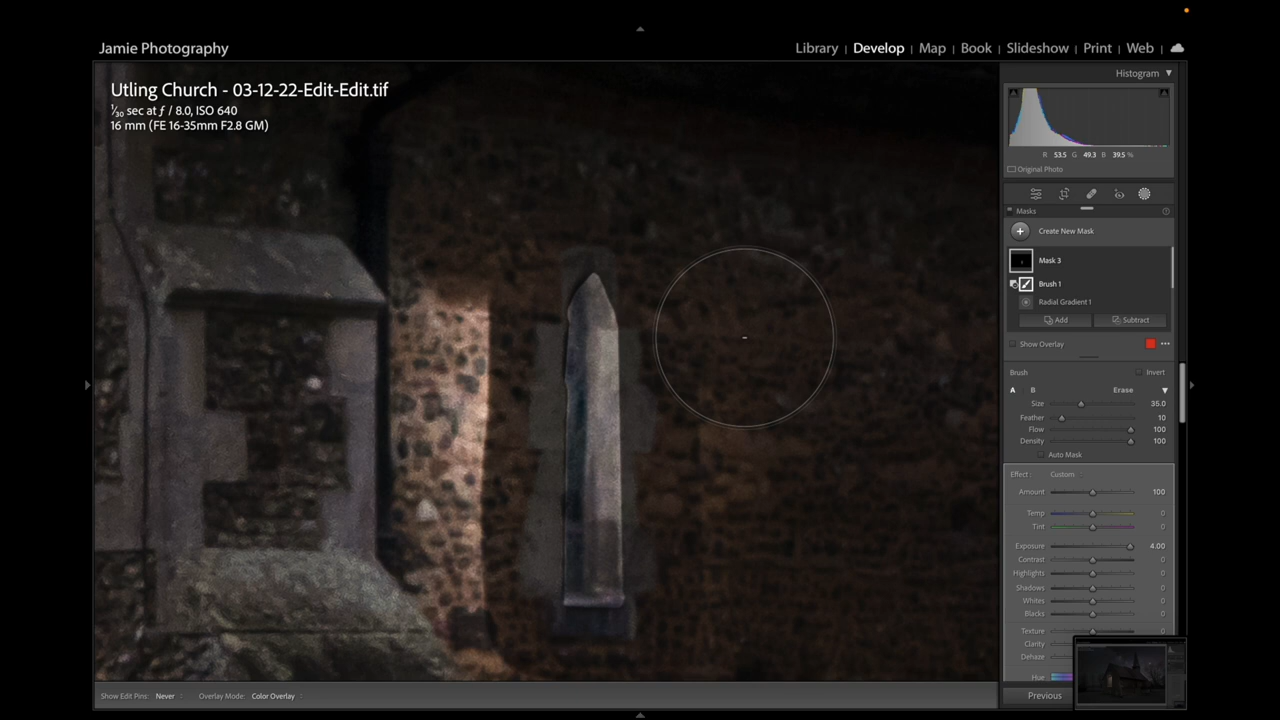 Jamie Photography
Library | Develop | Map | Book | Slideshow | Print | Web
Utling Church - 03-12-22-Edit-Edit.tif
1/30 sec at ƒ / 8.0, ISO 640
16 mm (FE 16-35mm F2.8 GM)
Histogram
R 53.5 G 49.3 B 39.5 %
Original Photo
Masks
Create New Mask
Mask 3
Brush 1
Radial Gradient 1
Add Subtract
Show Overlay
Brush Invert
A B Erase
Size 35.0
Feather 10
Flow 100
Density 100
Auto Mask
Effect : Custom
Amount 100
Temp 0
Tint 0
Exposure 4.00
Contrast 0
Highlights 0
Shadows 0
Whites 0
Blacks 0
Texture
Clarity
Dehaze
Hue
Show Edit Pins: Never Overlay Mode: Color Overlay
Previous